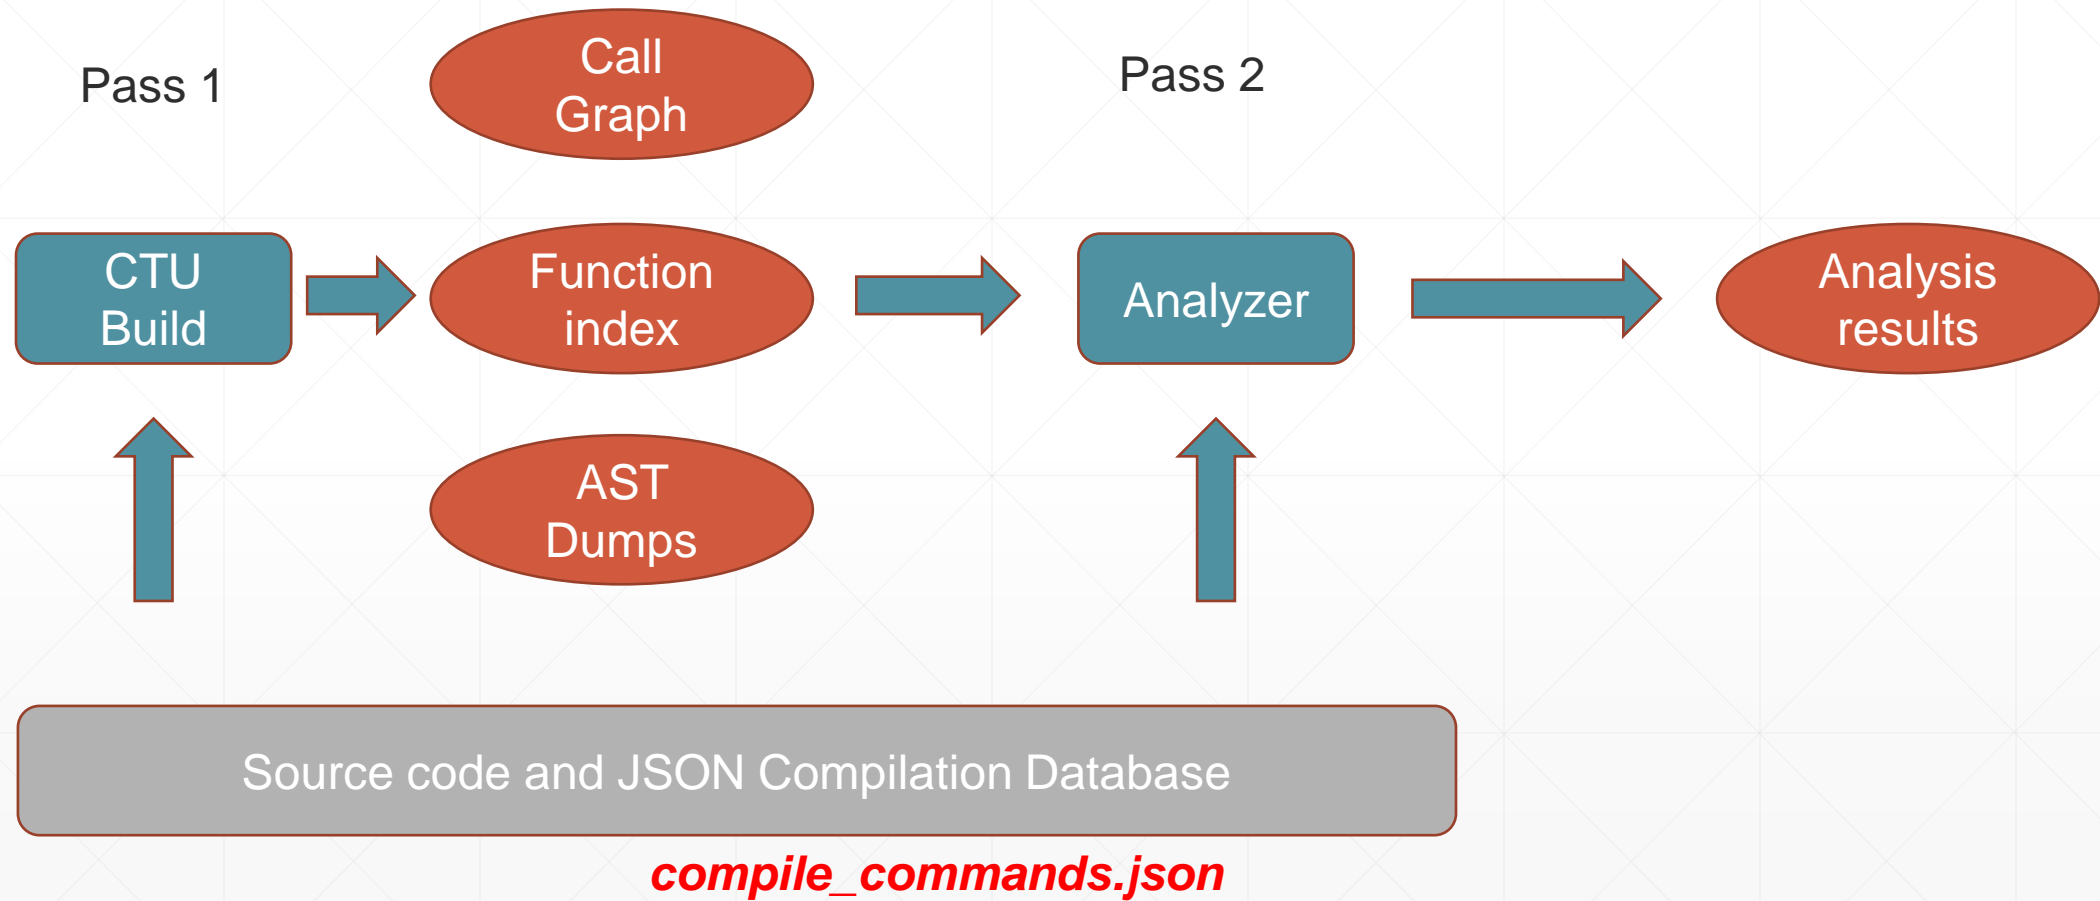 Pass 1
Call
Graph
Pass 2
CTU
Build
Function
index
Analyzer
Analysis
results
AST
Dumps
Source code and JSON Compilation Database
compile_commands.json